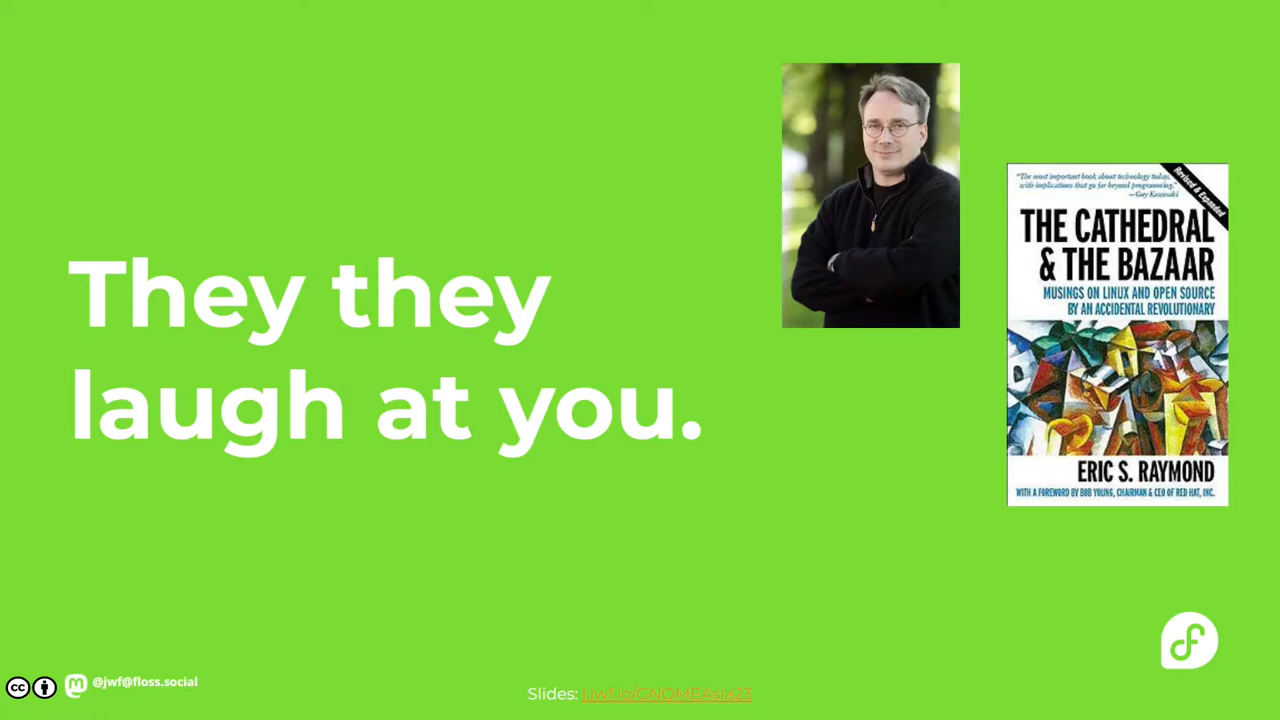 They they
laugh at you.
"The most important book about technology today,
with implications that go far beyond programming."
—Guy Kawasaki
Revised & Expanded
THE CATHEDRAL
& THE BAZAAR
MUSINGS ON LINUX AND OPEN SOURCE
BY AN ACCIDENTAL REVOLUTIONARY
ERIC S. RAYMOND
WITH A FOREWORD BY BOB YOUNG, CHAIRMAN & CEO OF RED HAT, INC.
cc
@jwf@floss.social
Slides: j.jwf.io/GNOMEAsia23